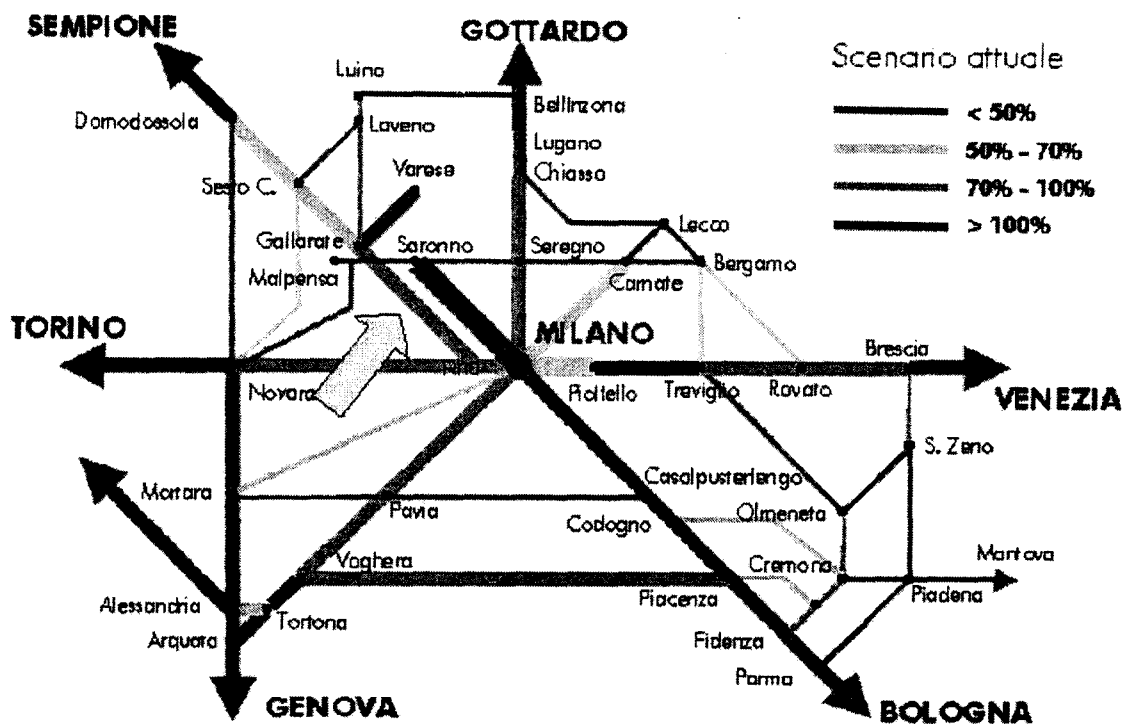 SEMPIONE
GOTTARDO
Scenario attuale
< 50%
50% - 70%
70% - 100%
> 100%
Luino
Bellinzona
Domodossola
Laveno
Lugano
Varese
Chiasso
Sesto C.
Lecco
Gallarate
Saronno
Seregno
Bergamo
Malpensa
Carnate
TORINO
MILANO
Brescia
Novara
Rho
Pioltello
Treviglio
Rovato
VENEZIA
S. Zeno
Mortara
Casalpusterlengo
Pavia
Codogno
Olmeneta
Voghera
Cremona
Mantova
Alessandria
Tortona
Piacenza
Piadena
Arquata
Fidenza
Parma
GENOVA
BOLOGNA